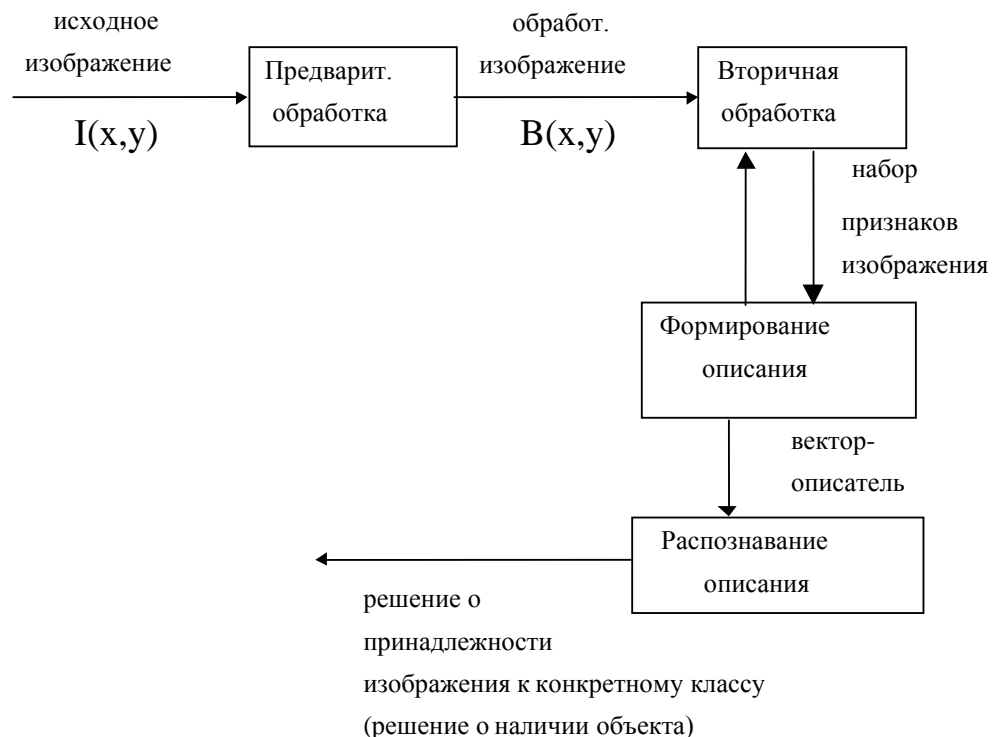 исходное
изображение
I(x,y)
Предварит.
обработка
обработ.
изображение
B(x,y)
Вторичная
обработка
набор
признаков
изображения
Формирование
описания
вектор-
описатель
Распознавание
описания
решение о
принадлежности
изображения к конкретному классу
(решение о наличии объекта)